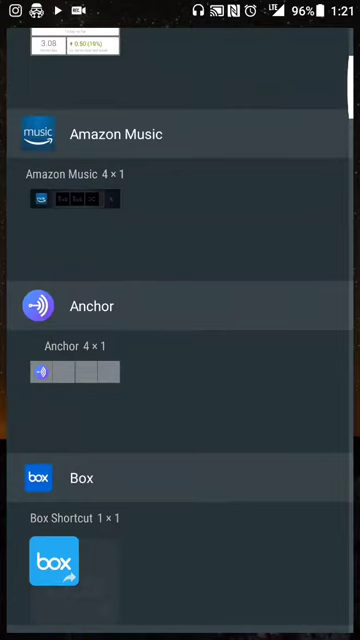 LTE 96% 1:21
3.08 + 0.50 (19%)
music Amazon Music
Amazon Music 4 × 1
Anchor
Anchor 4 × 1
box Box
Box Shortcut 1 × 1
box